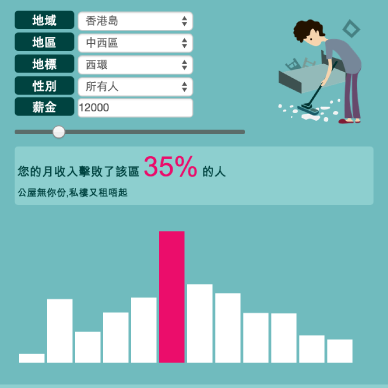 地域 香港島
地區 中西區
地標 西環
性別 所有人
薪金 12000
您的月收入擊敗了該區 35% 的人
公屋無你份,私樓又租唔起